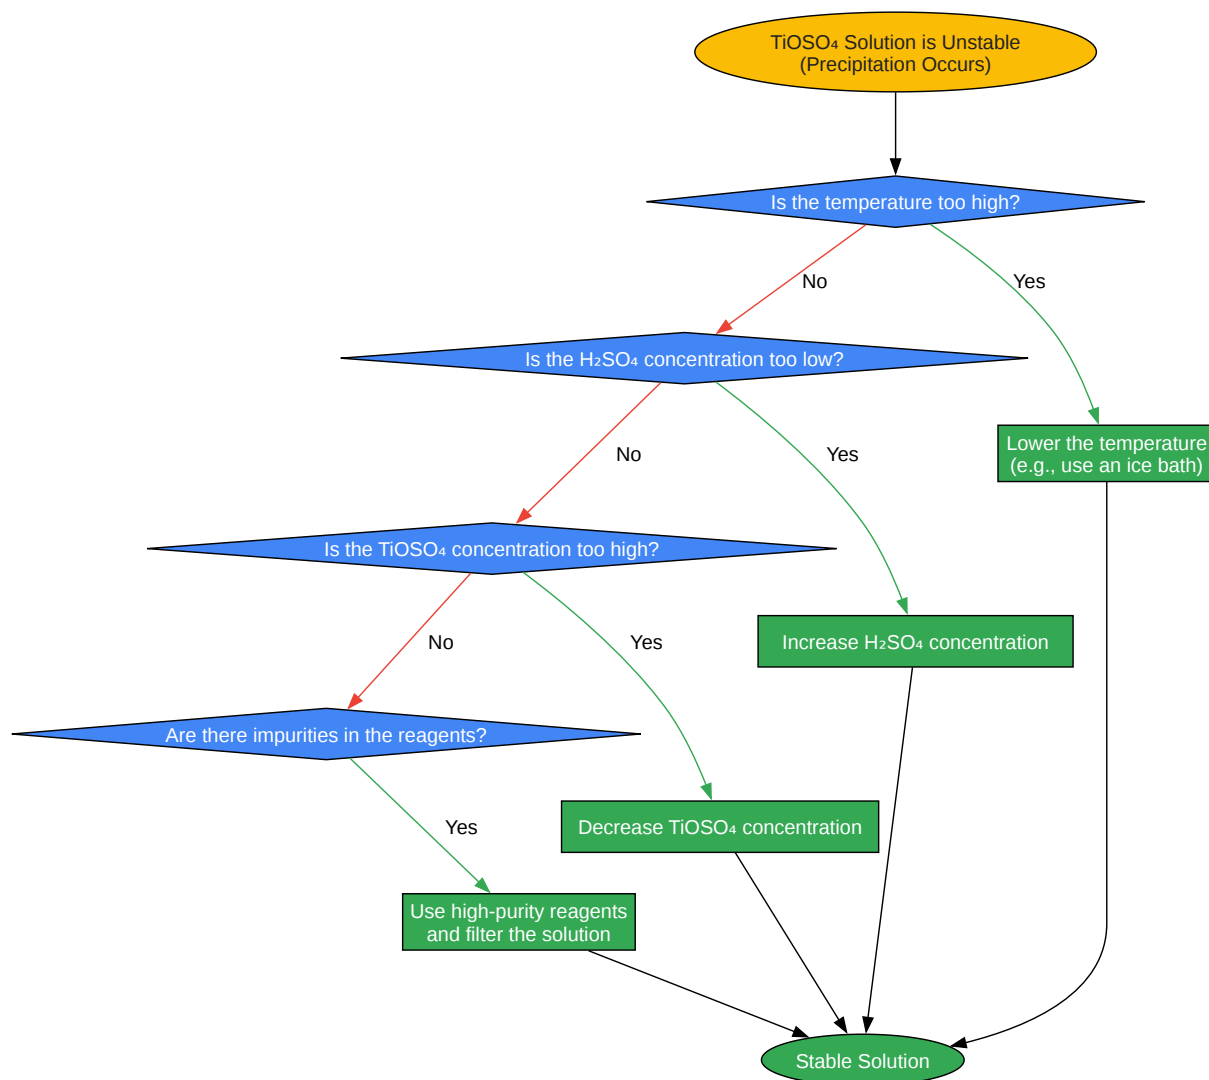 TiOSO₄ Solution is Unstable
(Precipitation Occurs)
Is the temperature too high?
No
Yes
Is the H₂SO₄ concentration too low?
Lower the temperature
(e.g., use an ice bath)
No
Yes
Is the TiOSO₄ concentration too high?
Increase H₂SO₄ concentration
No
Yes
Are there impurities in the reagents?
Decrease TiOSO₄ concentration
Yes
Use high-purity reagents
and filter the solution
Stable Solution